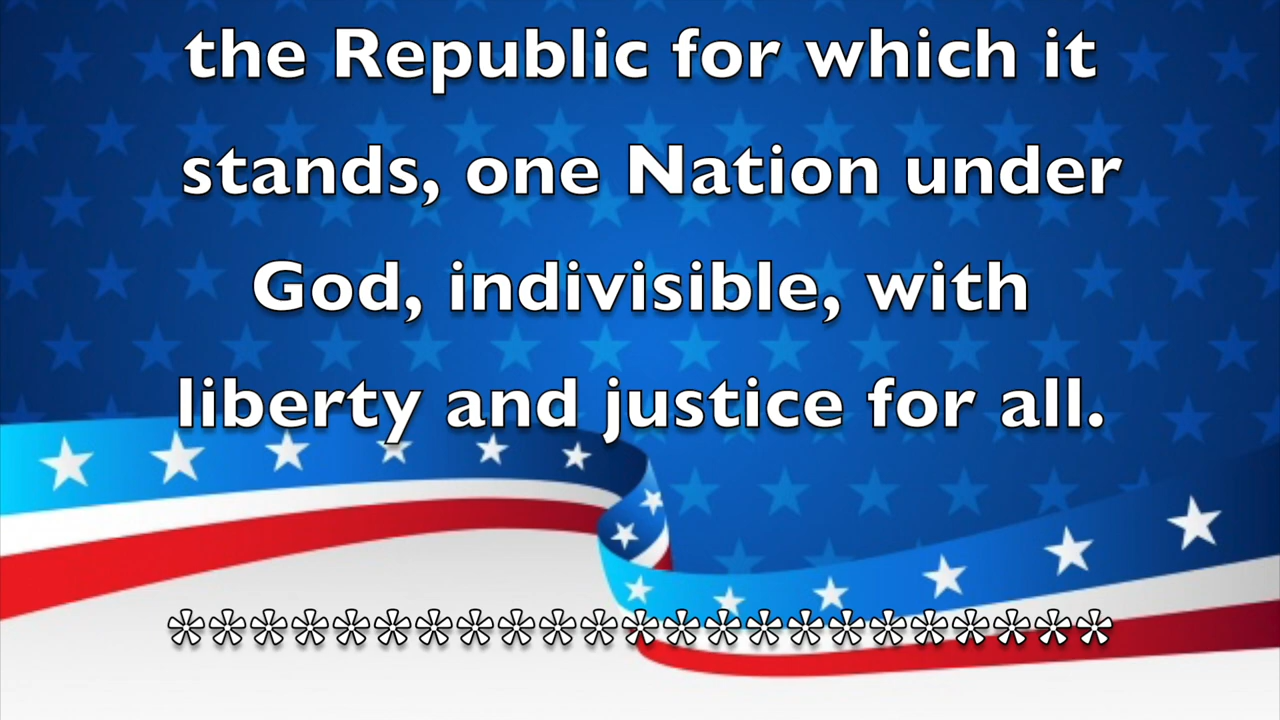 the Republic for which it
stands, one Nation under
God, indivisible, with
liberty and justice for all.
***********************